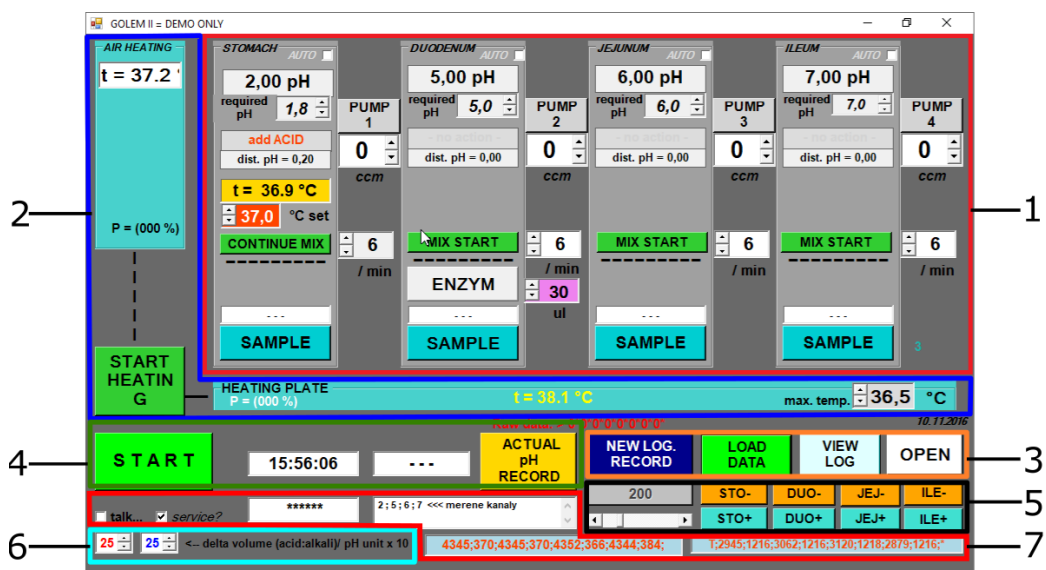 GOLEM II = DEMO ONLY
AIR HEATING
t = 37.2 '
P = (000 %)
START
HEATIN
G
STOMACH
AUTO
2,00 pH
required
pH
1,8
add ACID
dist. pH = 0,20
t = 36.9 °C
37,0 °C set
CONTINUE MIX
- - -
SAMPLE
PUMP
1
0
ccm
6
/ min
DUODENUM
AUTO
5,00 pH
required
pH
5,0
- no action -
dist. pH = 0,00
MIX START
ENZYM
- - -
SAMPLE
PUMP
2
0
ccm
6
/ min
30
ul
JEJUNUM
AUTO
6,00 pH
required
pH
6,0
- no action -
dist. pH = 0,00
MIX START
- - -
SAMPLE
PUMP
3
0
ccm
6
/ min
ILEUM
AUTO
7,00 pH
required
pH
7,0
- no action -
dist. pH = 0,00
MIX START
- - -
SAMPLE
PUMP
4
0
ccm
6
/ min
3
HEATING PLATE
P = (000 %)
t = 38.1 °C
max. temp. 36,5 °C
10.11.2016
START
15:56:06
- - -
ACTUAL
pH
RECORD
NEW LOG.
RECORD
LOAD
DATA
VIEW
LOG
OPEN
200
STO- DUO- JEJ- ILE-
STO+ DUO+ JEJ+ ILE+
talk... service?
******
2;5;6;7 <<< merene kanaly
25 25 <-- delta volume (acid:alkali)/ pH unit x 10
4345;370;4345;370;4352;366;4344;384;
T;2945;1216;3062;1216;3120;1218;2879;1216;*
1
2
3
4
5
6
7